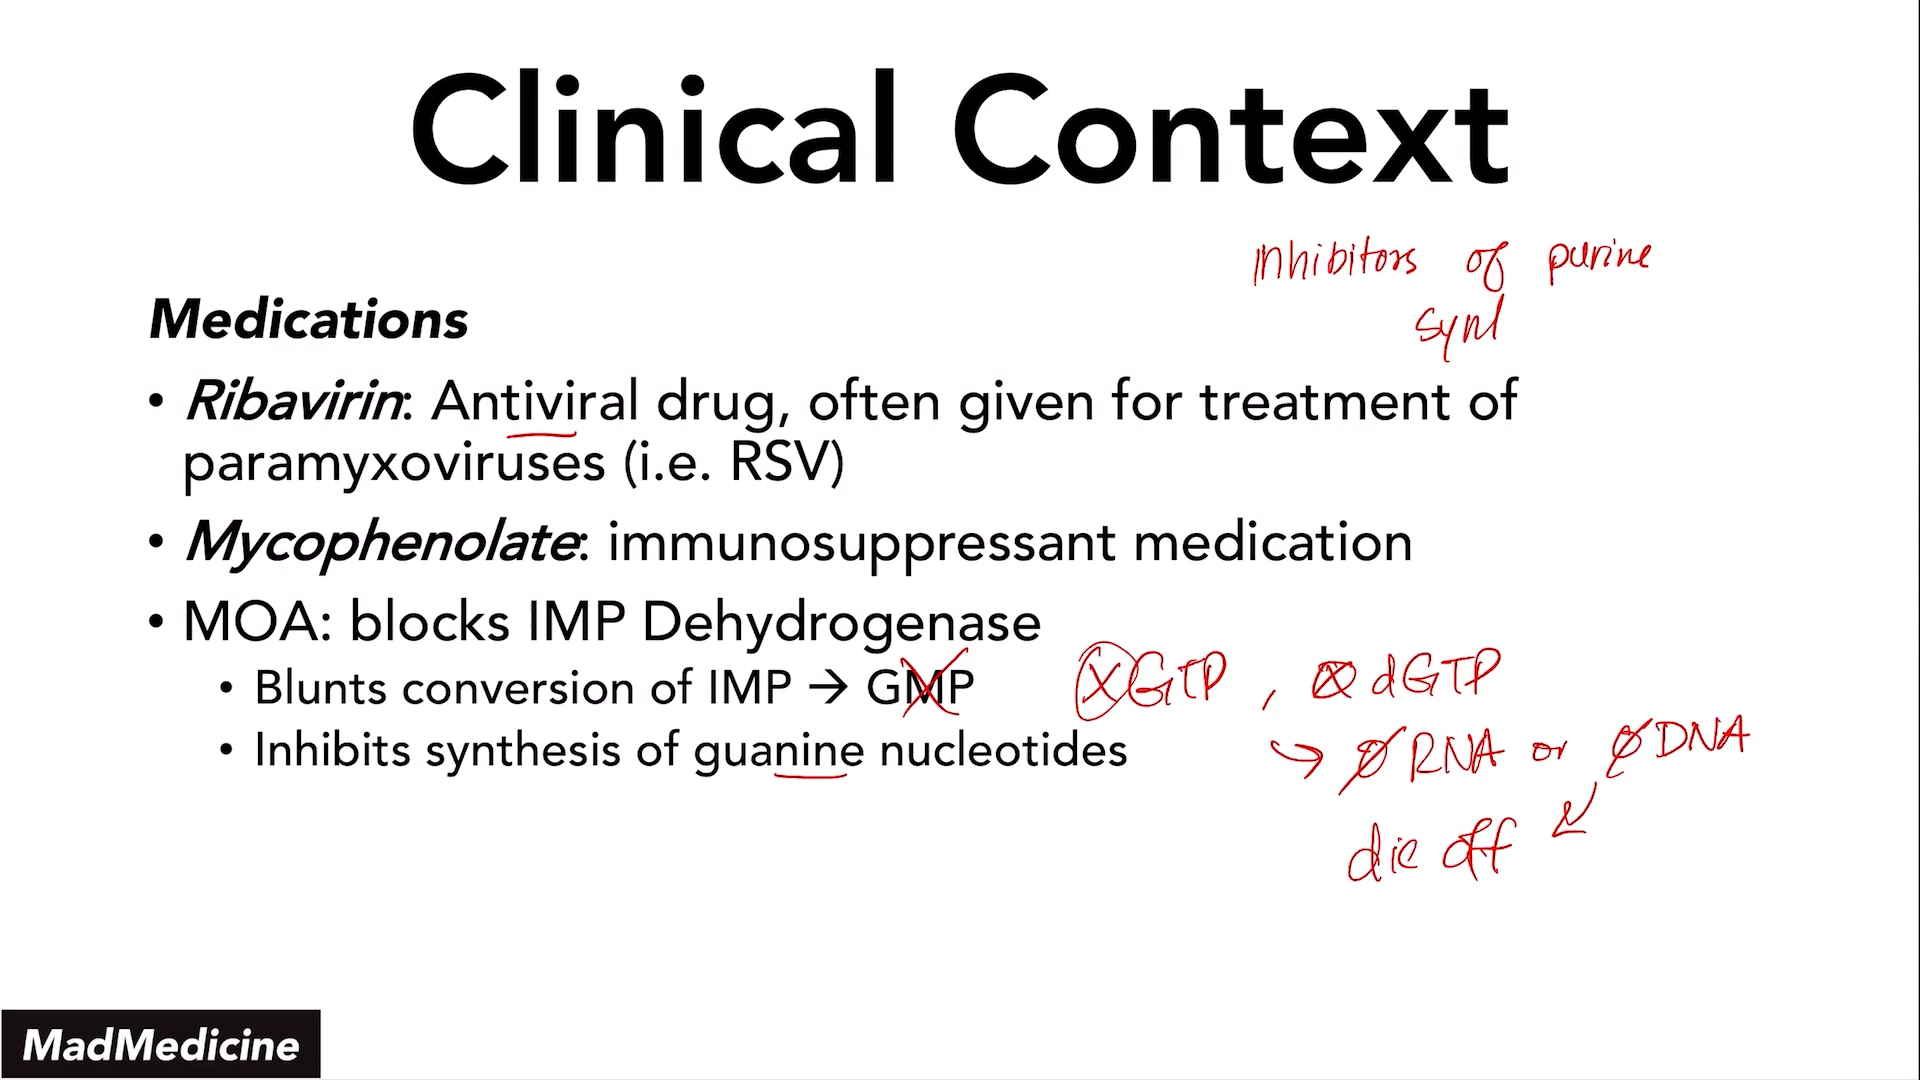 Clinical Context
Inhibitors of purine
Medications
• Ribavirin: Antiviral drug, often given for treatment of
paramyxoviruses (i.e. RSV)
• Mycophenolate: immunosuppressant medication
• MOA: blocks IMP Dehydrogenase
• Blunts conversion of IMP → GMP
GTP, dGTP
• Inhibits synthesis of guanine nucleotides
↪ ∅ RNA or ∅ DNA
die off
MadMedicine